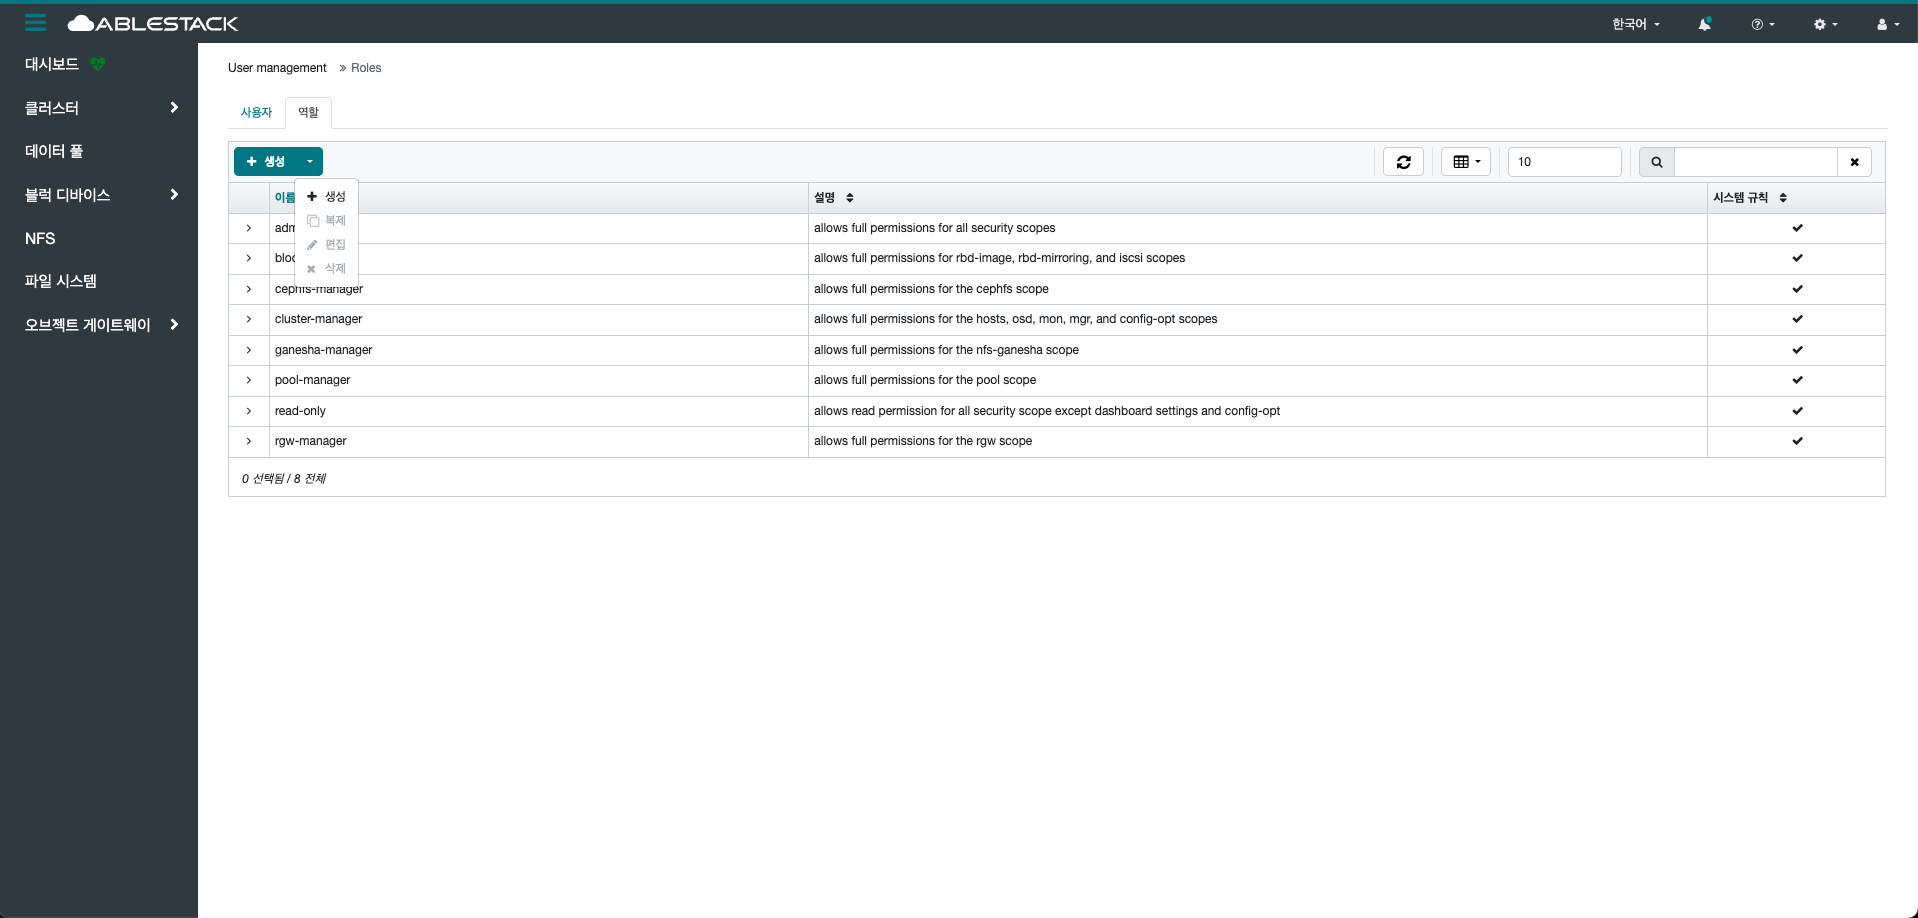 ABLESTACK
한국어
대시보드
클러스터
데이터 풀
블럭 디바이스
NFS
파일 시스템
오브젝트 게이트웨이
User management » Roles
사용자 역할
생성
10
생성
복제
편집
삭제
이름 설명 시스템 규칙
adm allows full permissions for all security scopes
bloc allows full permissions for rbd-image, rbd-mirroring, and iscsi scopes
cephfs-manager allows full permissions for the cephfs scope
cluster-manager allows full permissions for the hosts, osd, mon, mgr, and config-opt scopes
ganesha-manager allows full permissions for the nfs-ganesha scope
pool-manager allows full permissions for the pool scope
read-only allows read permission for all security scope except dashboard settings and config-opt
rgw-manager allows full permissions for the rgw scope
0 선택됨 / 8 전체